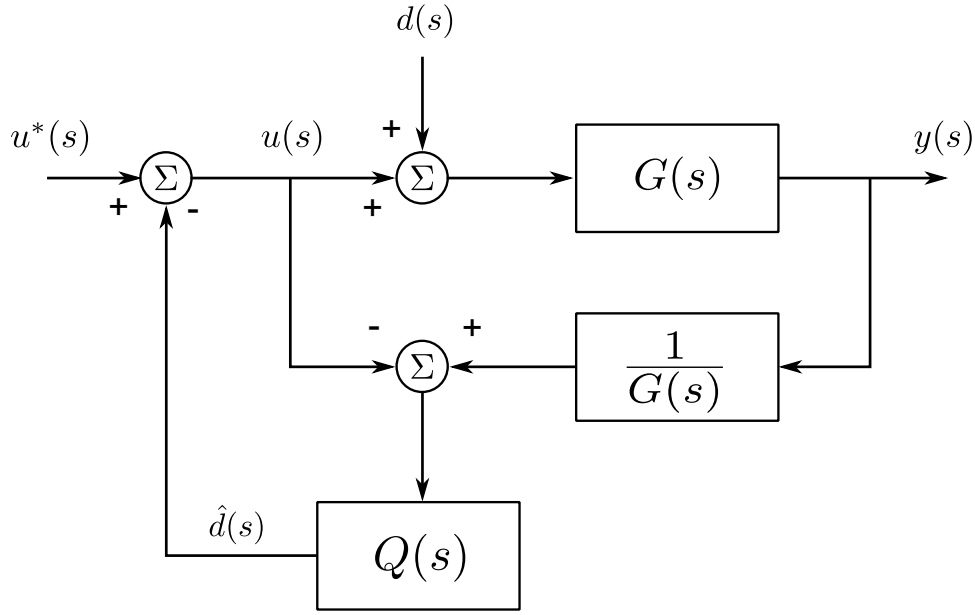 d(s)
u*(s)
u(s)
y(s)
+
Σ
Σ
G(s)
+ -
+
- +
Σ
1
G(s)
d̂(s)
Q(s)